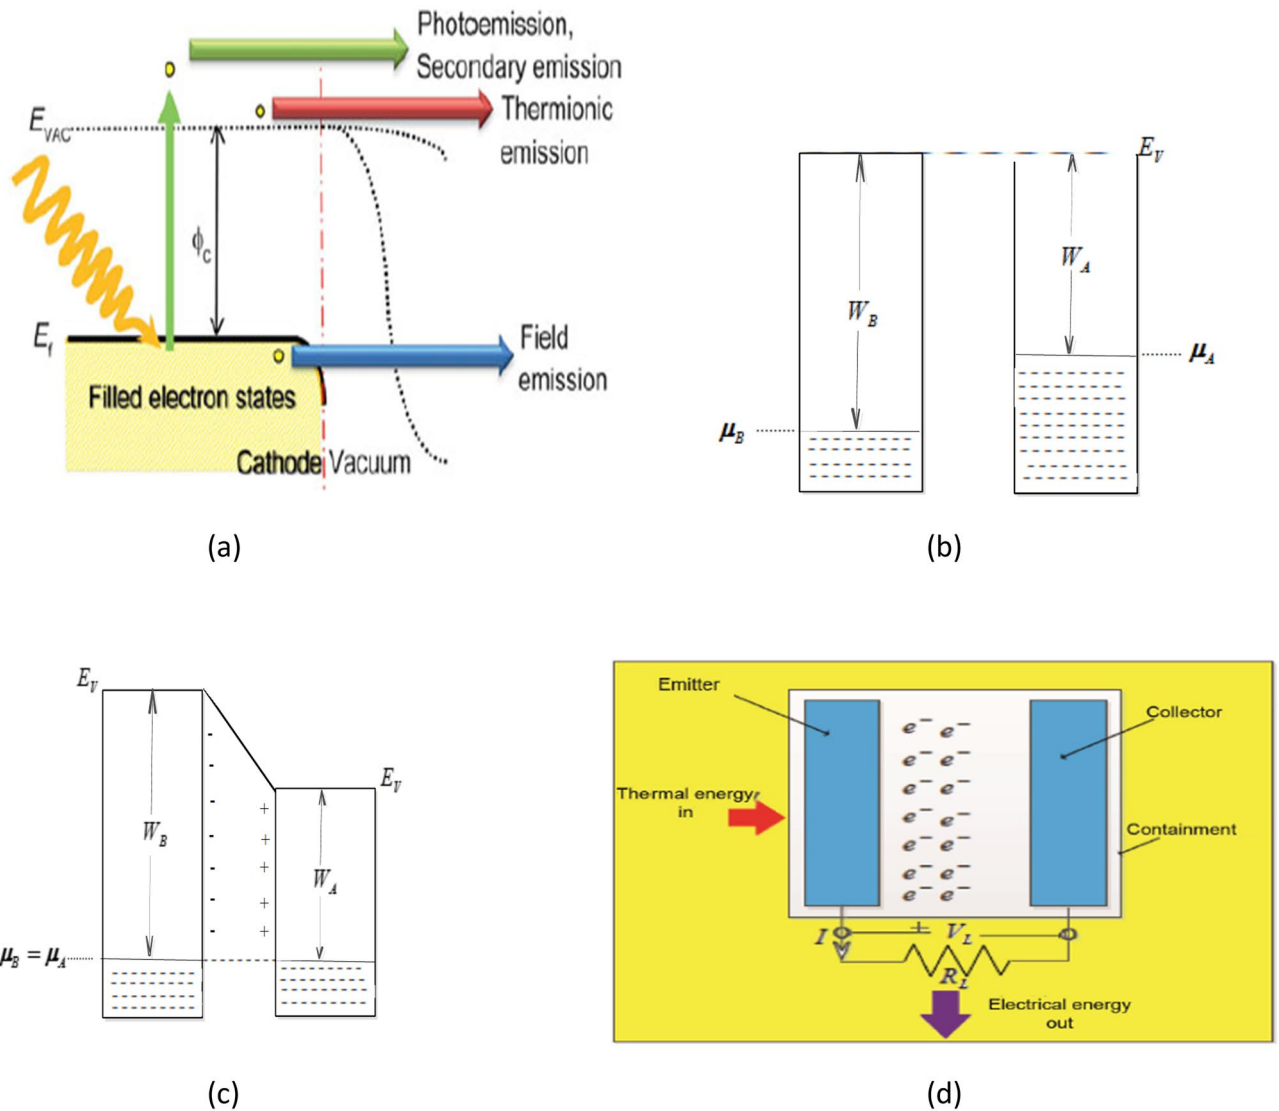 Photoemission,
Secondary emission
Thermionic
emission
E_VAC
ϕ_C
E_f
Field
emission
Filled electron states
Cathode Vacuum
(a)
E_V
W_B
W_A
μ_A
μ_B
(b)
E_V
E_V
W_B
W_A
μ_B = μ_A
(c)
Emitter
Collector
Thermal energy
in
Containment
e⁻ e⁻
e⁻ e⁻
e⁻ e⁻
e⁻ e⁻
e⁻ e⁻
e⁻ e⁻
e⁻ e⁻
I + V_L
R_L
Electrical energy
out
(d)